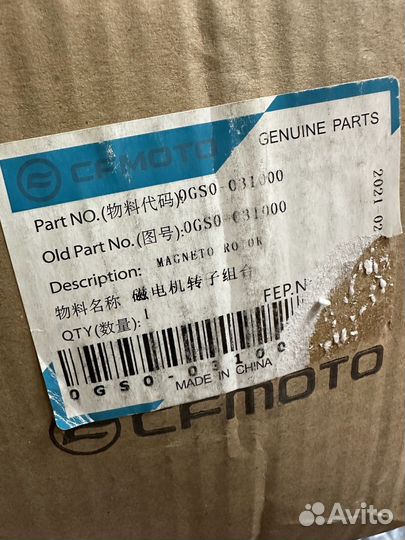 CFMOTO
GENUINE PARTS
Part NO.(物料代码)0GS0-031000
Old Part No.(图号):0GS0-031000
Description: MAGNETO ROTOR
物料名称 磁电机转子组合
QTY(数量): 1
2021 02
0GS0-03100
MADE IN CHINA
CFMOTO
Avito